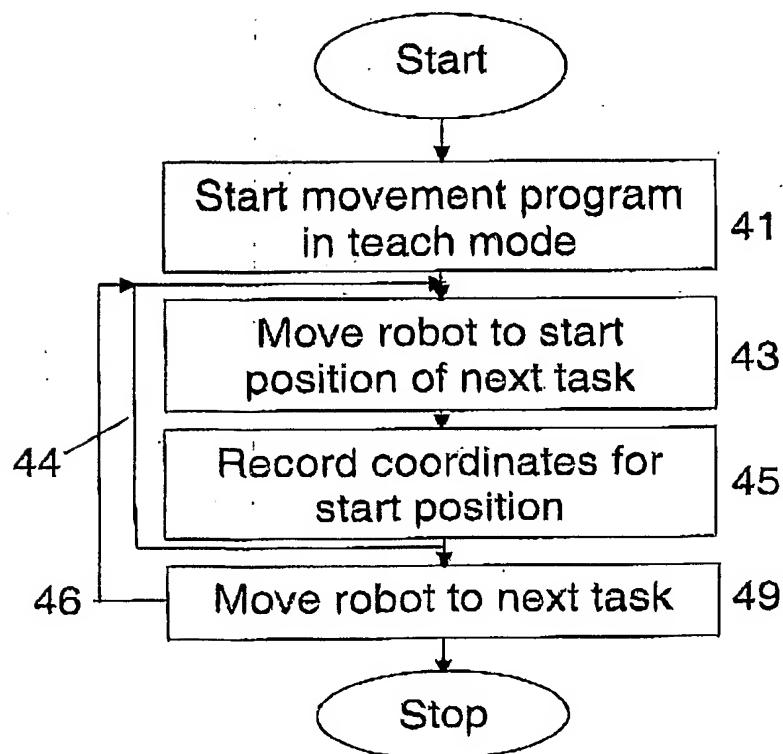 Start
Start movement program
in teach mode
41
Move robot to start
position of next task
43
44
Record coordinates for
start position
45
46
Move robot to next task
49
Stop